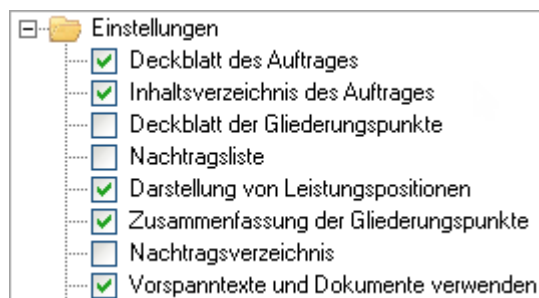 Einstellungen
Deckblatt des Auftrages
Inhaltsverzeichnis des Auftrages
Deckblatt der Gliederungspunkte
Nachtragsliste
Darstellung von Leistungspositionen
Zusammenfassung der Gliederungspunkte
Nachtragsverzeichnis
Vorspanntexte und Dokumente verwenden